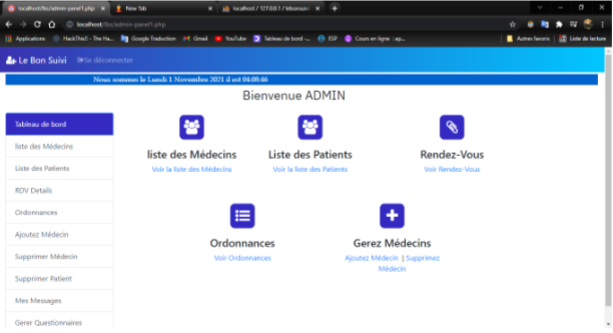 localhost/lbs/admin-panel1.php
New Tab
localhost / 127.0.0.1 / lebonsuivi
localhost/lbs/admin-panel1.php
Applications
HackThis!! - The Ha...
Google Traduction
Gmail
YouTube
Tableau de bord -...
ESP
Cours en ligne : ap...
Autres favoris
Liste de lecture
Le Bon Suivi
Se déconnecter
Nous sommes le Lundi 1 Novembre 2021 il est 04:08:46
Bienvenue ADMIN
Tableau de bord
liste des Médecins
Liste des Patients
RDV Details
Ordonnances
Ajoutez Médecin
Supprimer Médecin
Supprimer Patient
Mes Messages
Gerer Questionnaires
liste des Médecins
Voir la liste des Médecins
Liste des Patients
Voir la liste des Patients
Rendez-Vous
Voir Rendez-Vous
Ordonnances
Voir Ordonnances
Gerez Médecins
Ajoutez Médecin | Supprimez
Médecin